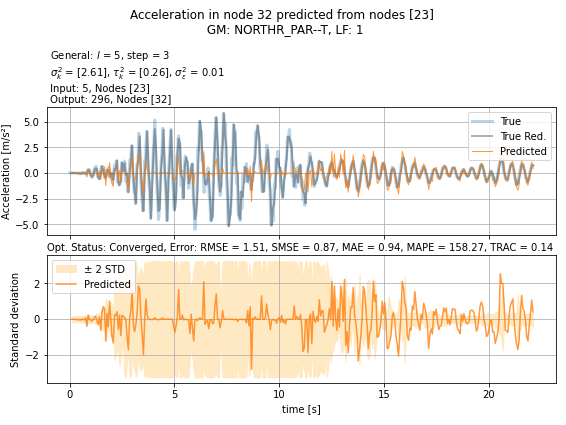 Acceleration in node 32 predicted from nodes [23]
GM: NORTHR_PAR--T, LF: 1
General: l = 5, step = 3
σ²ₖ = [2.61], τ²ₖ = [0.26], σ²ε = 0.01
Input: 5, Nodes [23]
Output: 296, Nodes [32]
Acceleration [m/s²]
5.0
2.5
0.0
−2.5
−5.0
True
True Red.
Predicted
Opt. Status: Converged, Error: RMSE = 1.51, SMSE = 0.87, MAE = 0.94, MAPE = 158.27, TRAC = 0.14
Standard deviation
2
0
−2
± 2 STD
Predicted
0
5
10
15
20
time [s]